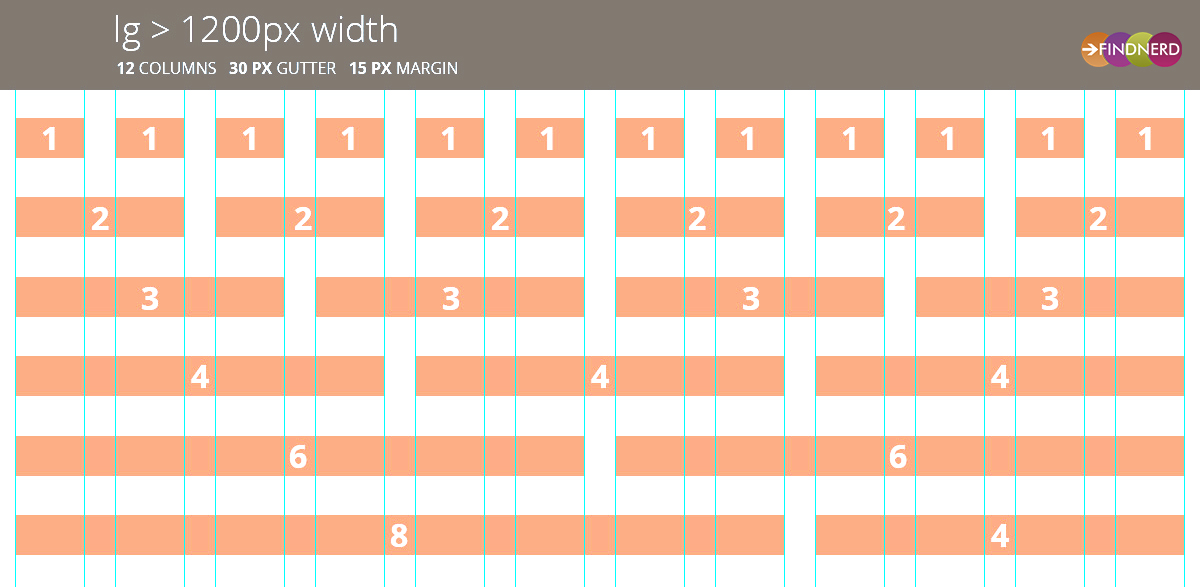 lg > 1200px width
12 COLUMNS 30 PX GUTTER 15 PX MARGIN
FINDNERD
1 1 1 1 1 1 1 1 1 1 1 1
2 2 2 2 2 2
3 3 3 3
4 4 4
6 6
8 4